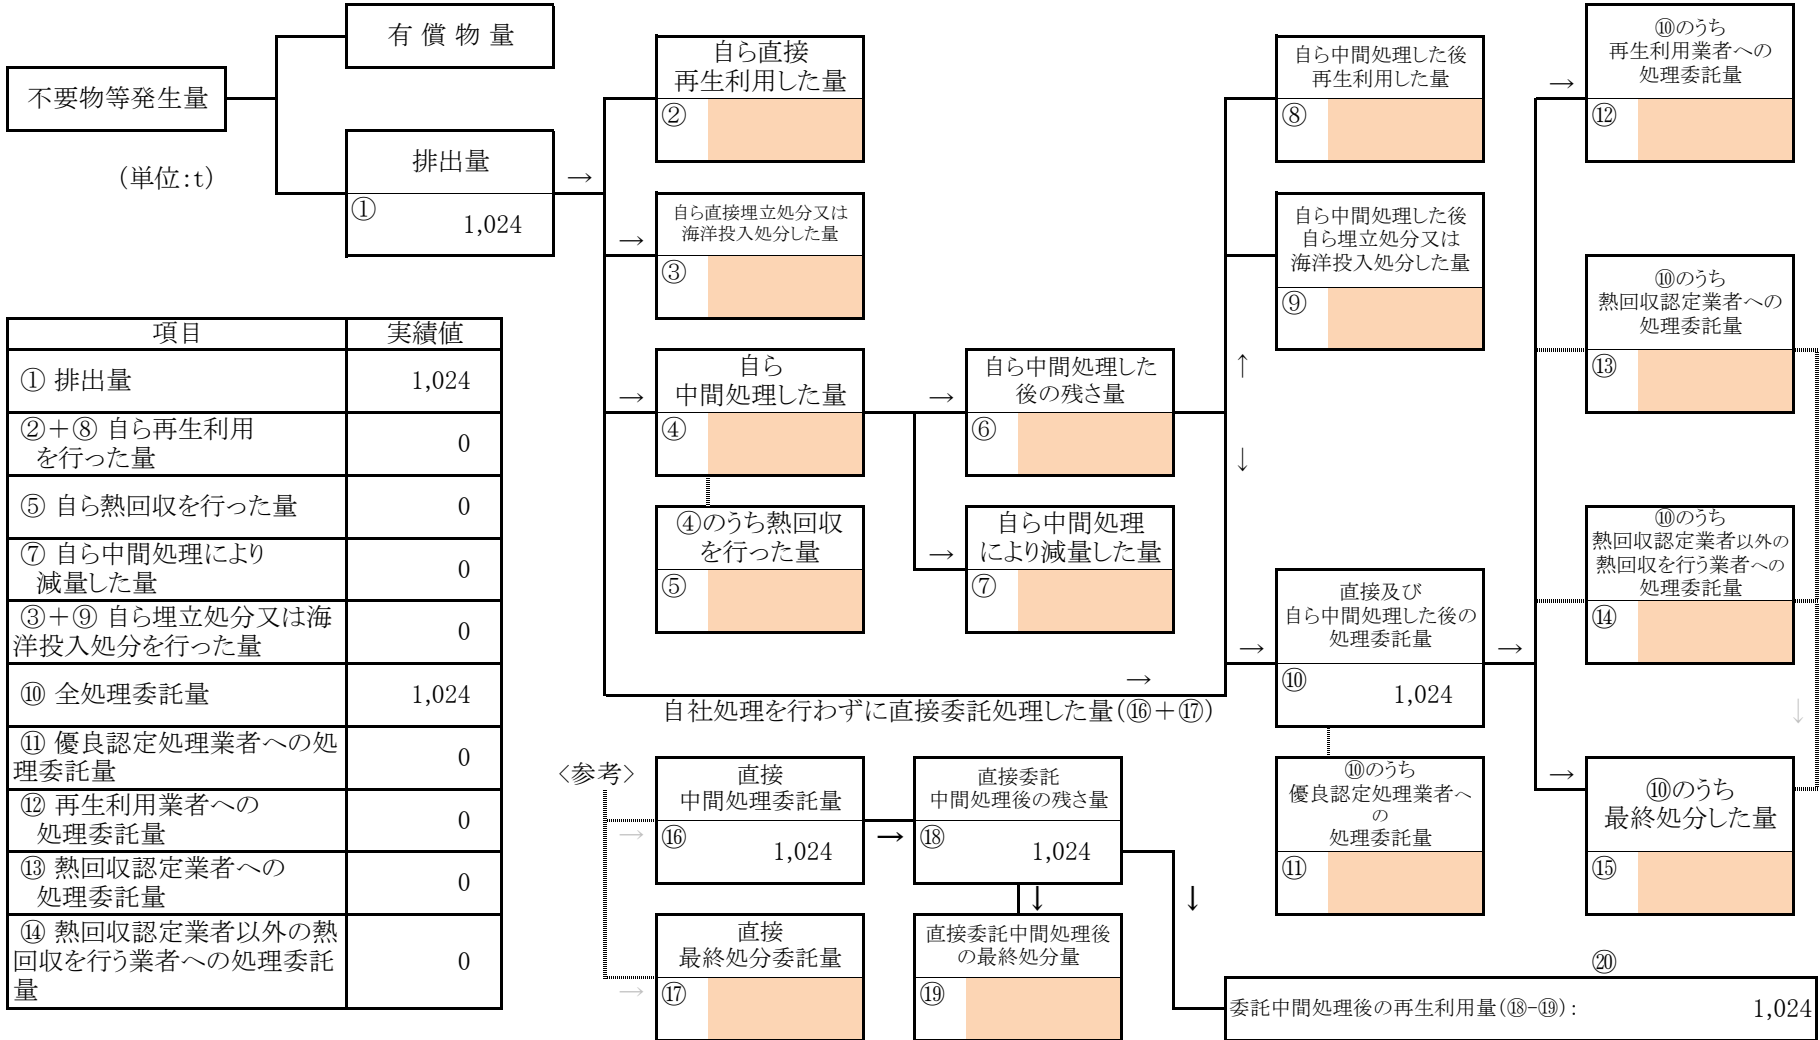 有 償 物 量
不要物等発生量
(単位:t)
排出量
①
1,024
→
自ら直接
再生利用した量
②
→
自ら直接埋立処分又は
海洋投入処分した量
③
→
自ら
中間処理した量
④
④のうち熱回収
を行った量
⑤
→
自ら中間処理した
後の残さ量
⑥
→
自ら中間処理
により減量した量
⑦
自ら中間処理した後
再生利用した量
⑧
自ら中間処理した後
自ら埋立処分又は
海洋投入処分した量
⑨
↑
↓
→
直接及び
自ら中間処理した後の
処理委託量
⑩
1,024
→
⑩のうち
優良認定処理業者へ
の
処理委託量
⑪
→
⑩のうち
再生利用業者への
処理委託量
⑫
⑩のうち
熱回収認定業者への
処理委託量
⑬
⑩のうち
熱回収認定業者以外の
熱回収を行う業者への
処理委託量
⑭
↓
→
⑩のうち
最終処分した量
⑮
→
自社処理を行わずに直接委託処理した量(⑯+⑰)
<参考>
→
直接
中間処理委託量
⑯
1,024
→
直接委託
中間処理後の残さ量
⑱
1,024
→
直接
最終処分委託量
⑰
↓
直接委託中間処理後
の最終処分量
⑲
↓
⑳
委託中間処理後の再生利用量(⑱-⑲): 1,024
項目 実績値
① 排出量 1,024
②+⑧ 自ら再生利用
を行った量 0
⑤ 自ら熱回収を行った量 0
⑦ 自ら中間処理により
減量した量 0
③+⑨ 自ら埋立処分又は海
洋投入処分を行った量 0
⑩ 全処理委託量 1,024
⑪ 優良認定処理業者への処
理委託量 0
⑫ 再生利用業者への
処理委託量 0
⑬ 熱回収認定業者への
処理委託量 0
⑭ 熱回収認定業者以外の熱
回収を行う業者への処理委託
量 0